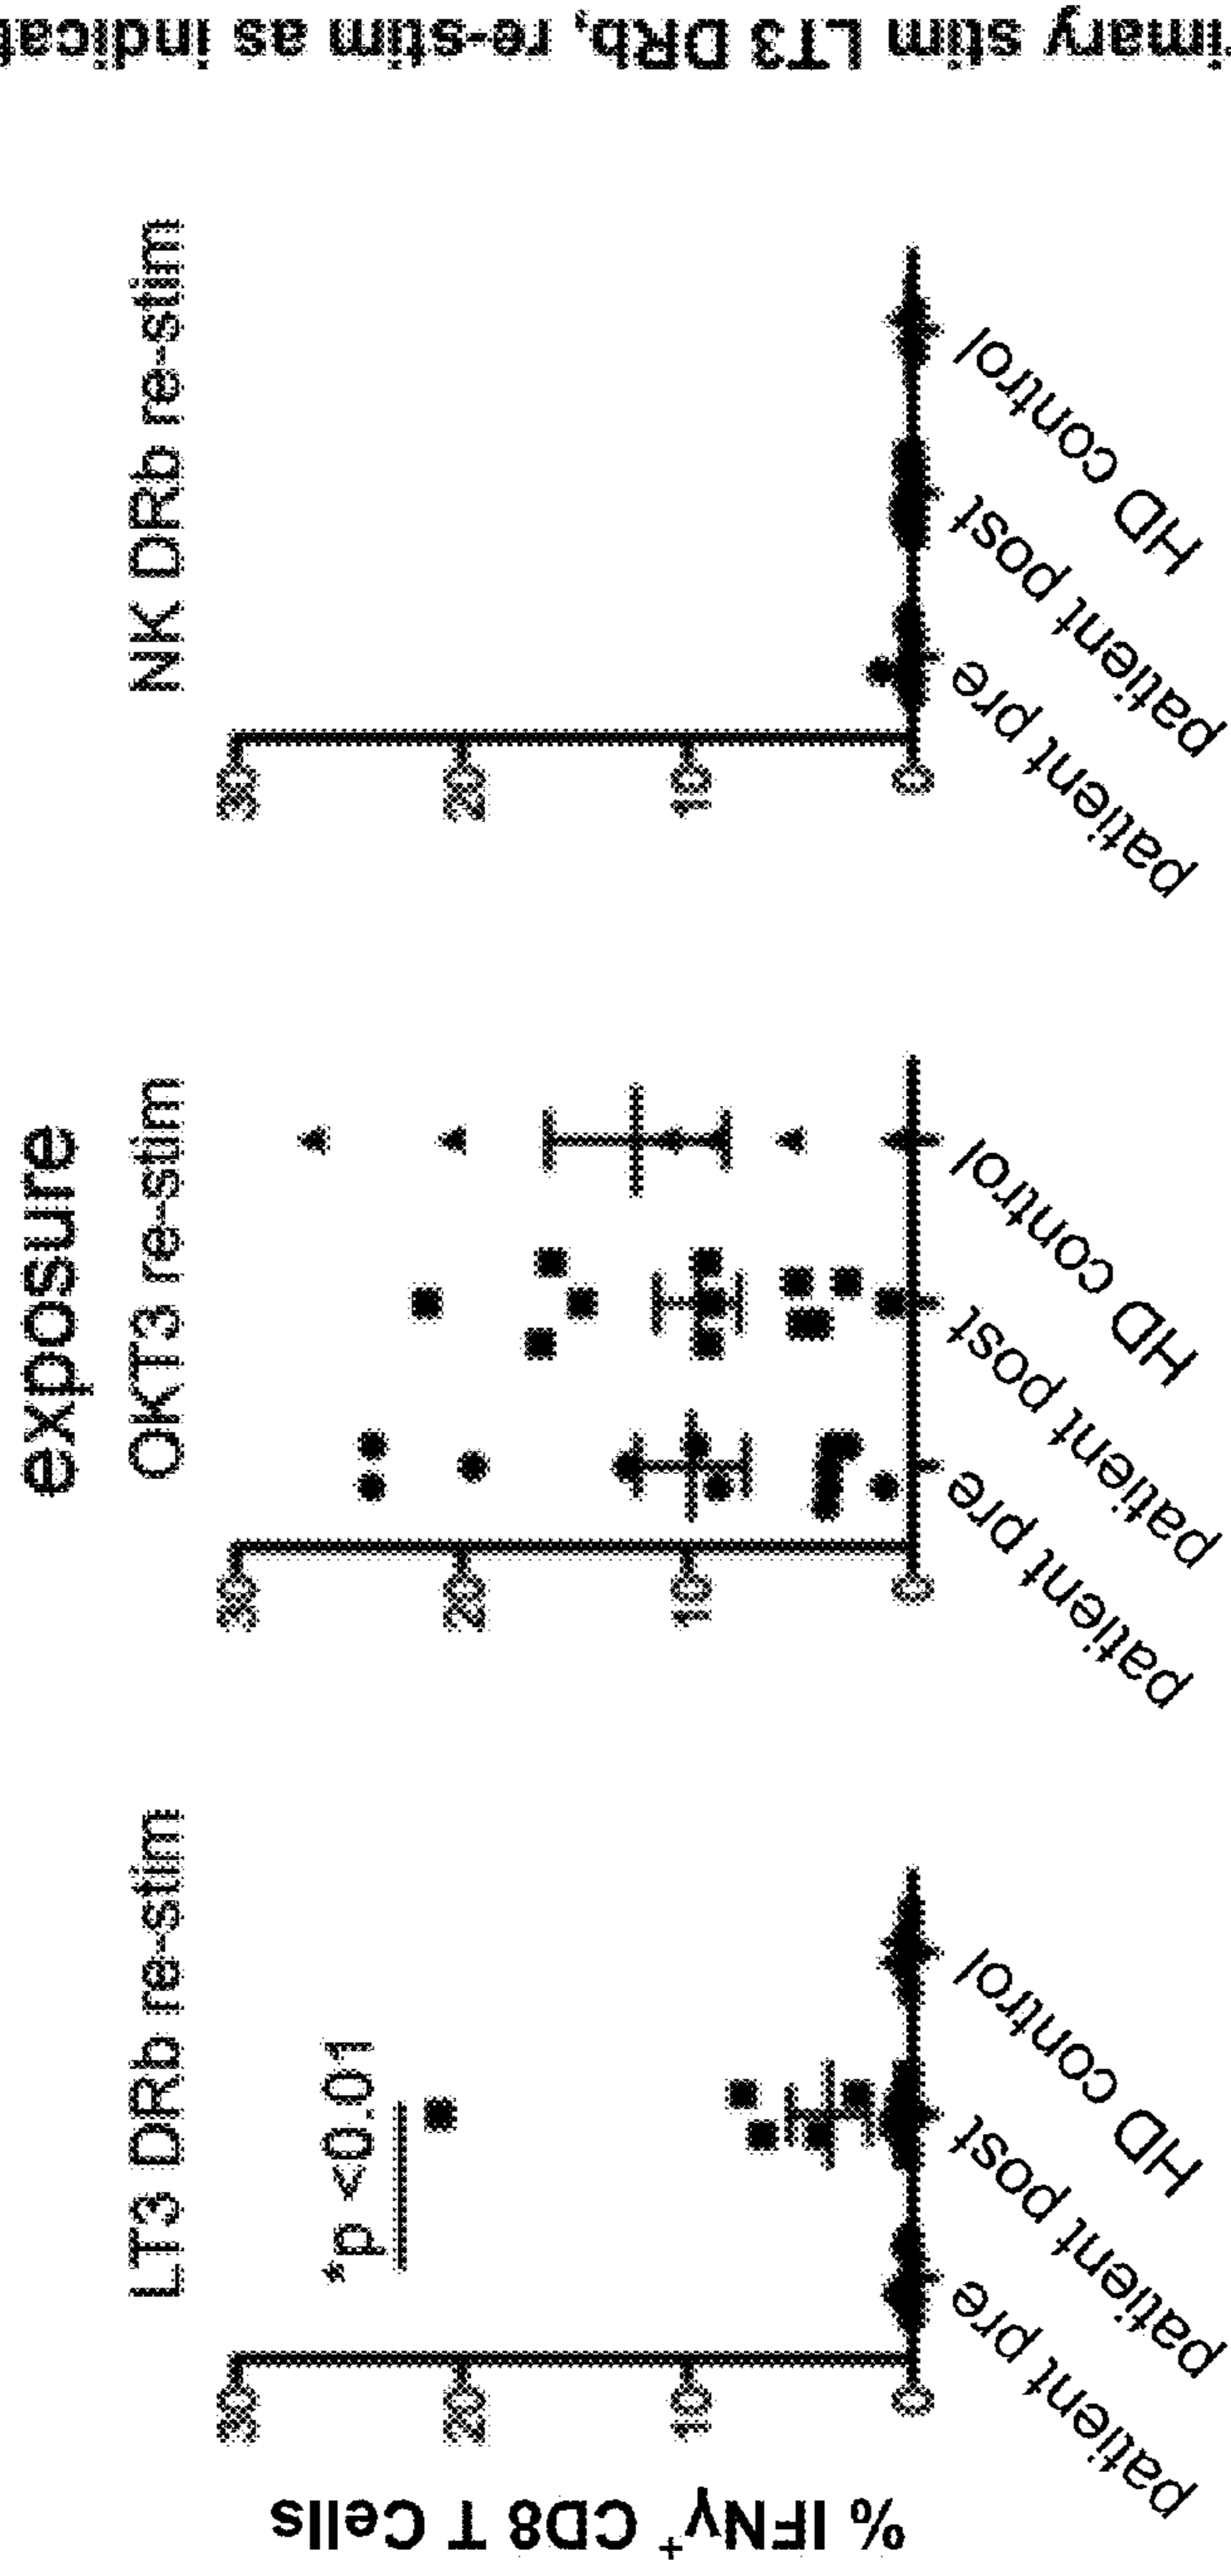 exposure
LT3 DRb re-stim
OKT3 re-stim
NK DRb re-stim
% IFNγ+ CD8 T Cells
30
20
10
0
*p <0.01
patient pre
patient post
HD control
30
20
10
0
patient pre
patient post
HD control
30
20
10
0
patient pre
patient post
HD control
stim LT3 DRb, re-stim as